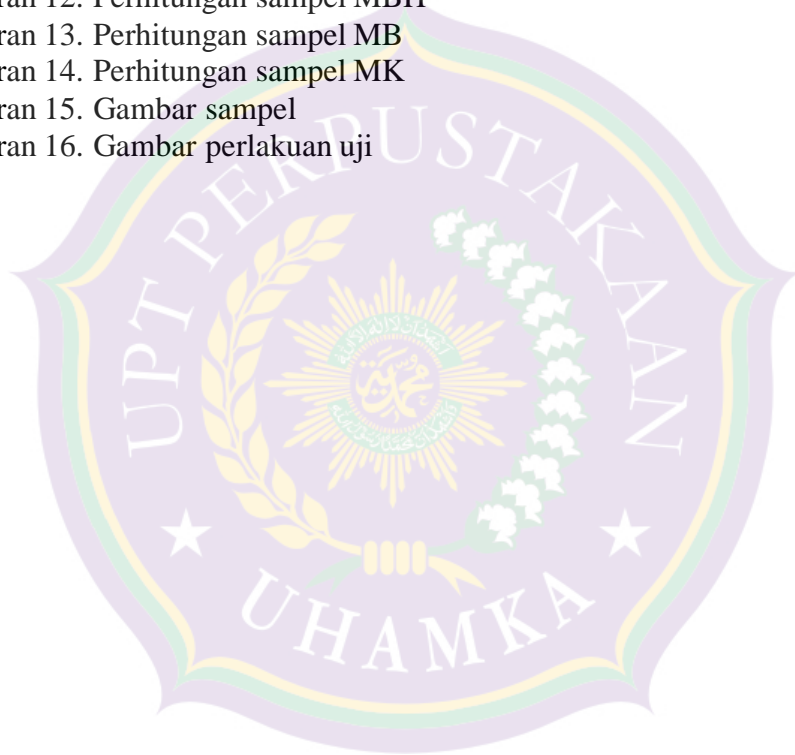 ran 12. Perhitungan sampel MBH
ran 13. Perhitungan sampel MB
ran 14. Perhitungan sampel MK
ran 15. Gambar sampel
ran 16. Gambar perlakuan uji
UPT PERPUSTAKAAN
محمدية
UHAMKA